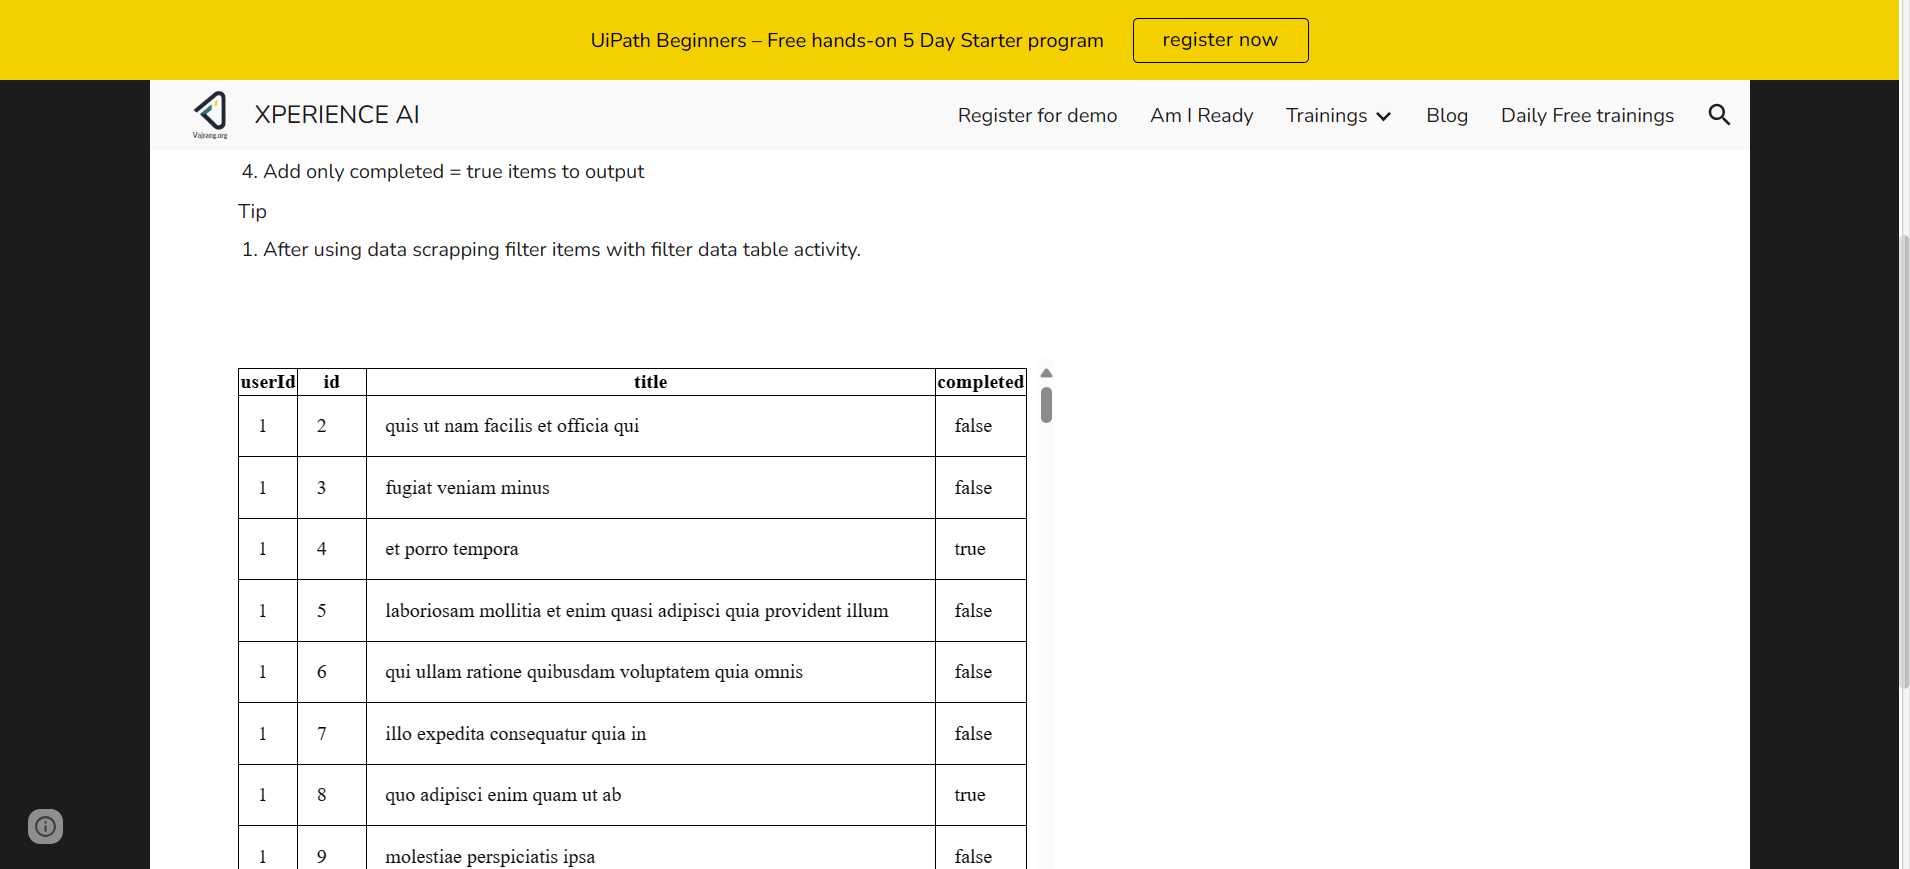 UiPath Beginners – Free hands-on 5 Day Starter program register now
Vajrang.org
XPERIENCE AI Register for demo Am I Ready Trainings Blog Daily Free trainings
4. Add only completed = true items to output
Tip
1. After using data scrapping filter items with filter data table activity.
userId id title completed
1 2 quis ut nam facilis et officia qui false
1 3 fugiat veniam minus false
1 4 et porro tempora true
1 5 laboriosam mollitia et enim quasi adipisci quia provident illum false
1 6 qui ullam ratione quibusdam voluptatem quia omnis false
1 7 illo expedita consequatur quia in false
1 8 quo adipisci enim quam ut ab true
1 9 molestiae perspiciatis ipsa false